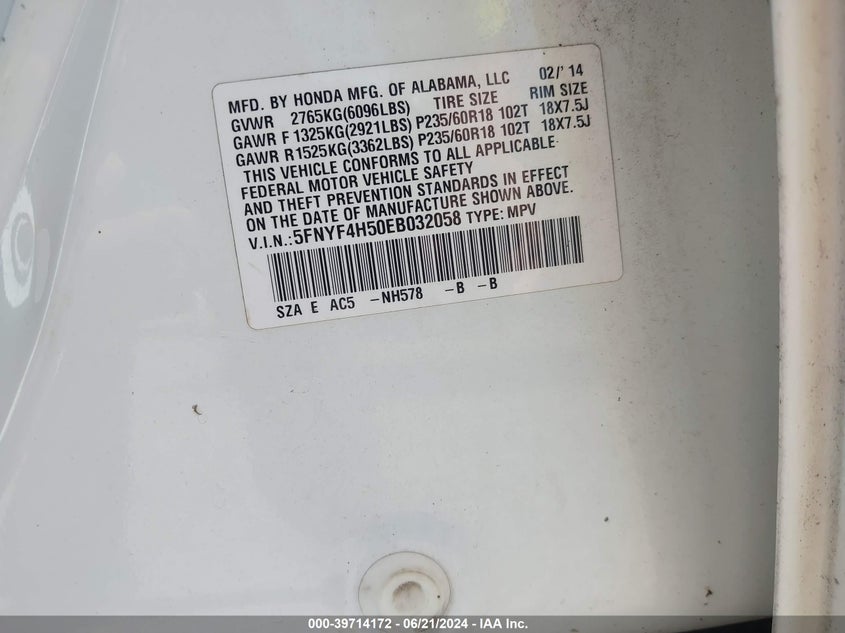 MFD. BY HONDA MFG. OF ALABAMA, LLC 02/' 14
GVWR 2765KG(6096LBS) TIRE SIZE RIM SIZE
GAWR F 1325KG(2921LBS) P235/60R18 102T 18X7.5J
GAWR R1525KG(3362LBS) P235/60R18 102T 18X7.5J
THIS VEHICLE CONFORMS TO ALL APPLICABLE
FEDERAL MOTOR VEHICLE SAFETY
AND THEFT PREVENTION STANDARDS IN EFFECT
ON THE DATE OF MANUFACTURE SHOWN ABOVE.
V.I.N.:5FNYF4H50EB032058 TYPE: MPV
SZA E AC5 -NH578 -B -B
000-39714172 - 06/21/2024 - IAA Inc.